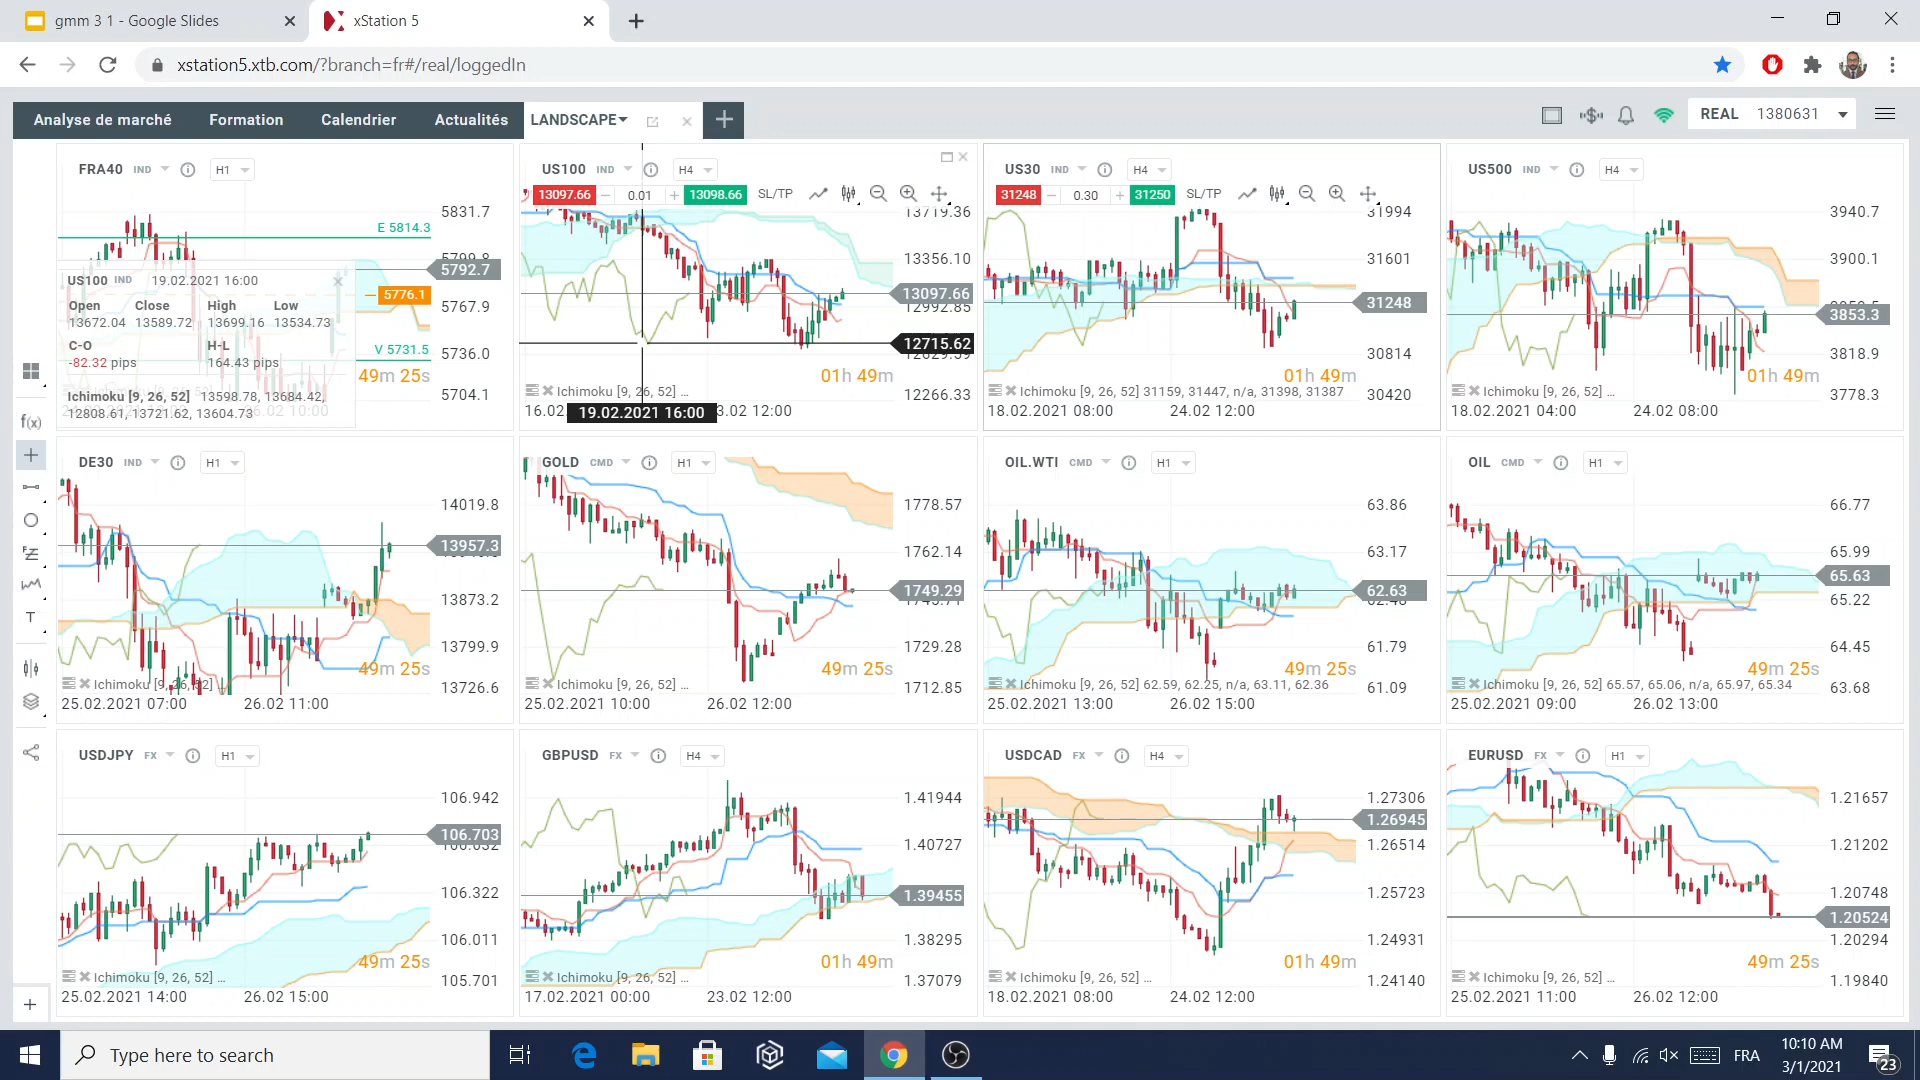 gmm 3 1 - Google Slides
xStation 5
xstation5.xtb.com/?branch=fr#/real/loggedIn
Analyse de marché
Formation
Calendrier
Actualités
LANDSCAPE
REAL 1380631
FRA40 IND H1
5831.7
E 5814.3
5792.7
5776.1
5767.9
V 5731.5
5736.0
49m 25s
5704.1
US100 IND 19.02.2021 16:00
Open Close High Low
13672.04 13589.72 13699.16 13534.73
C-O H-L
-82.32 pips 164.43 pips
Ichimoku [9, 26, 52] 13598.78, 13684.42,
12808.61, 13721.62, 13604.73
US100 IND H4
13097.66 0.01 13098.66 SL/TP
13719.36
13356.10
13097.66
12992.85
12715.62
01h 49m
Ichimoku [9, 26, 52] ...
12266.33
16.02
19.02.2021 16:00
US30 IND H4
31248 0.30 31250 SL/TP
31994
31601
31248
30814
01h 49m
Ichimoku [9, 26, 52] 31159, 31447, n/a, 31398, 31387
30420
18.02.2021 08:00 24.02 12:00
US500 IND H4
3940.7
3900.1
3853.3
3818.9
01h 49m
Ichimoku [9, 26, 52] ...
3778.3
18.02.2021 04:00 24.02 08:00
DE30 IND H1
14019.8
13957.3
13873.2
13799.9
49m 25s
Ichimoku [9, 26, 52] ...
13726.6
25.02.2021 07:00 26.02 11:00
GOLD CMD H1
1778.57
1762.14
1749.29
1729.28
49m 25s
Ichimoku [9, 26, 52] ...
1712.85
25.02.2021 10:00 26.02 12:00
OIL.WTI CMD H1
63.86
63.17
62.63
61.79
49m 25s
Ichimoku [9, 26, 52] 62.59, 62.25, n/a, 63.11, 62.36
61.09
25.02.2021 13:00 26.02 15:00
OIL CMD H1
66.77
65.99
65.63
65.22
64.45
49m 25s
Ichimoku [9, 26, 52] 65.57, 65.06, n/a, 65.97, 65.34
63.68
25.02.2021 09:00 26.02 13:00
USDJPY FX H1
106.942
106.703
106.322
106.011
49m 25s
Ichimoku [9, 26, 52] ...
105.701
25.02.2021 14:00 26.02 15:00
GBPUSD FX H4
1.41944
1.40727
1.39455
1.38295
01h 49m
Ichimoku [9, 26, 52] ...
1.37079
17.02.2021 00:00 23.02 12:00
USDCAD FX H4
1.27306
1.26945
1.26514
1.25723
1.24931
01h 49m
Ichimoku [9, 26, 52] ...
1.24140
18.02.2021 08:00 24.02 12:00
EURUSD FX H1
1.21657
1.21202
1.20748
1.20524
1.20294
49m 25s
Ichimoku [9, 26, 52] ...
1.19840
25.02.2021 11:00 26.02 12:00
f(x)
T
Type here to search
FRA
10:10 AM
3/1/2021
23